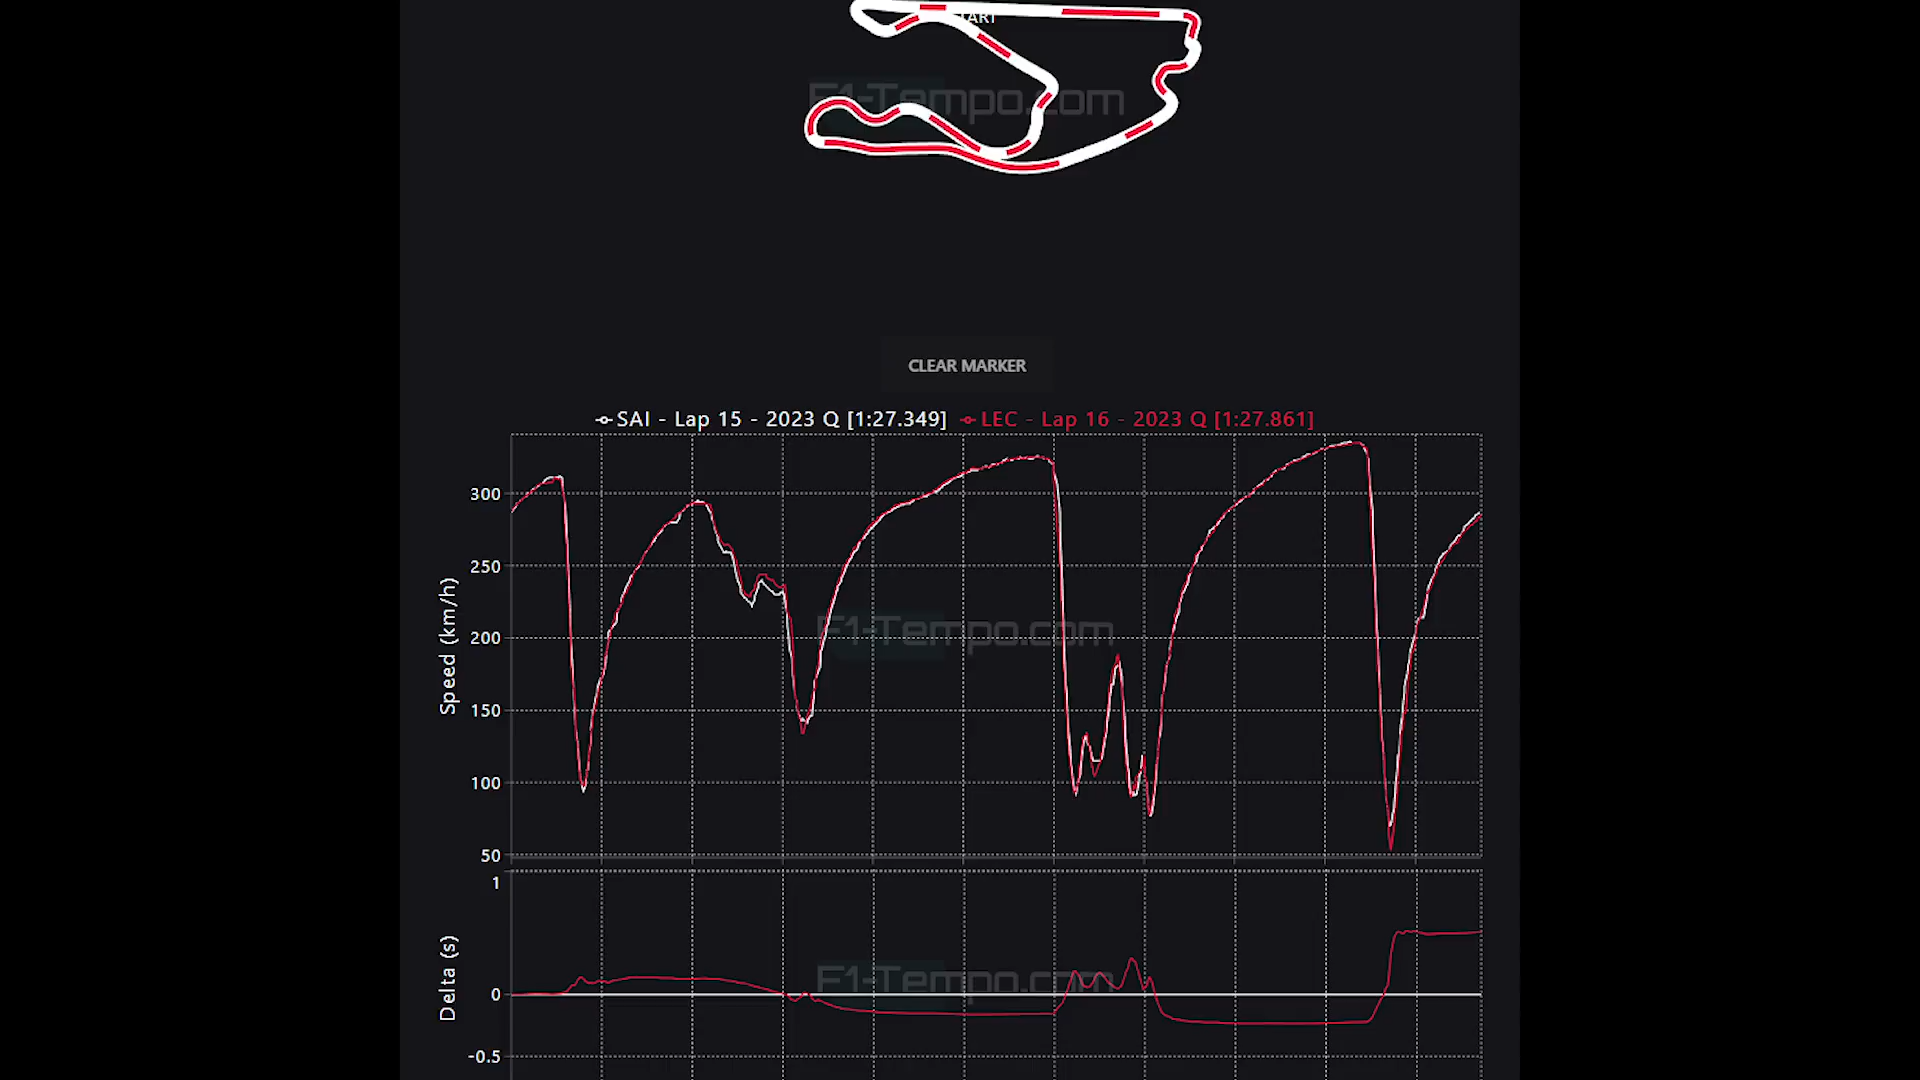 TART
F1-Tempo.com
CLEAR MARKER
SAI - Lap 15 - 2023 Q [1:27.349] LEC - Lap 16 - 2023 Q [1:27.861]
300
250
200
150
100
50
Speed (km/h)
F1-Tempo.com
1
0
-0.5
Delta (s)
F1-Tempo.com